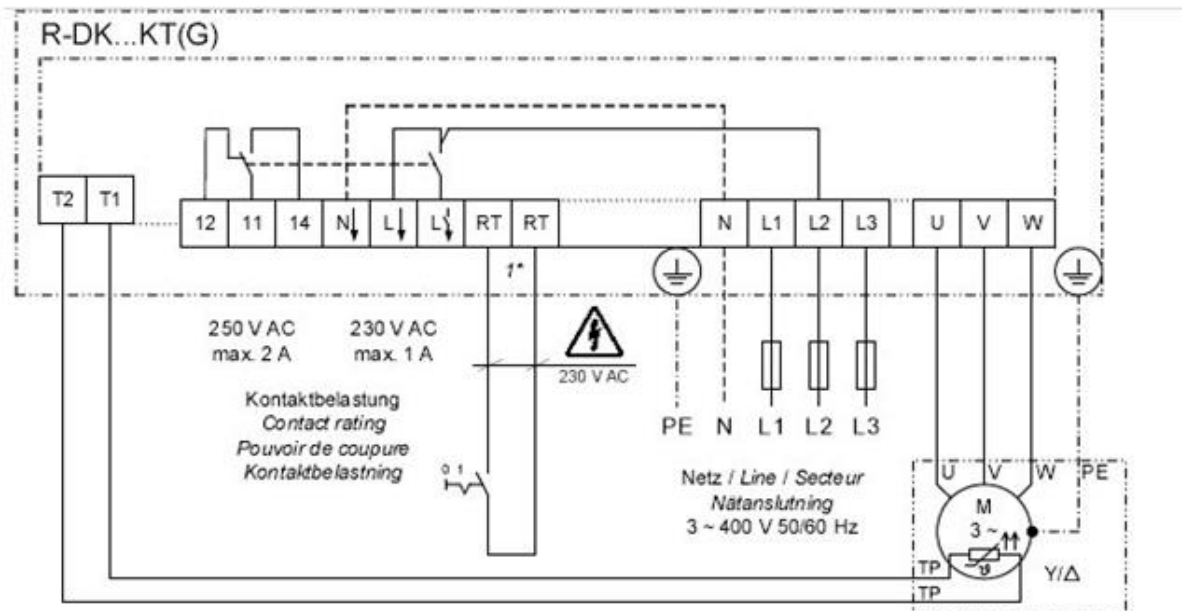 R-DK...KT(G)
T2 T1
12 11 14 N L L RT RT N L1 L2 L3 U V W
1*
250 V AC 230 V AC
max. 2 A max. 1 A
230 V AC
Kontaktbelastung
Contact rating
Pouvoir de coupure
Kontaktbelastning
0 1
PE N L1 L2 L3
Netz / Line / Secteur
Nätanslutning
3 ~ 400 V 50/60 Hz
U V W PE
M
3 ~
ϑ
TP
TP
Y/Δ